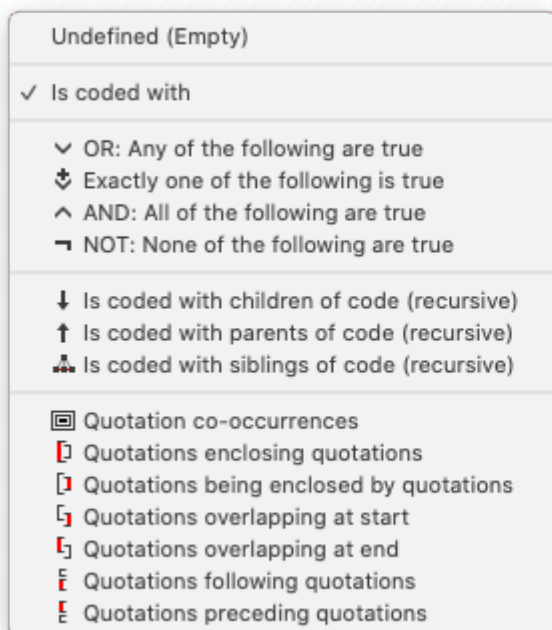 Undefined (Empty)
✓ Is coded with
OR: Any of the following are true
Exactly one of the following is true
AND: All of the following are true
NOT: None of the following are true
Is coded with children of code (recursive)
Is coded with parents of code (recursive)
Is coded with siblings of code (recursive)
Quotation co-occurrences
Quotations enclosing quotations
Quotations being enclosed by quotations
Quotations overlapping at start
Quotations overlapping at end
Quotations following quotations
Quotations preceding quotations